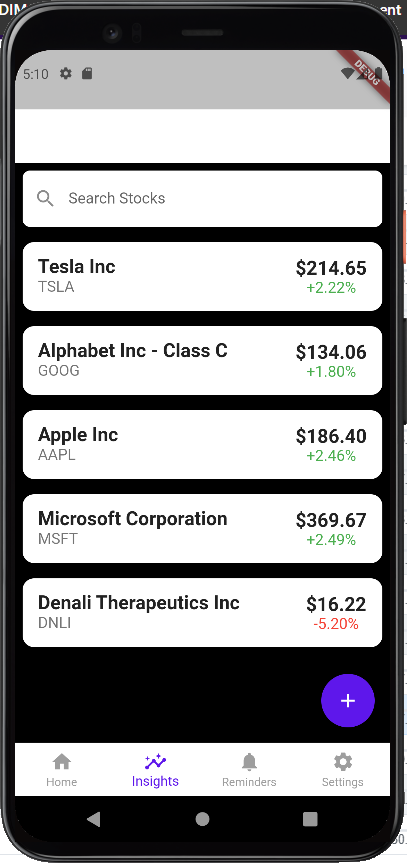 DIM
ent
5:10
DEBUG
Search Stocks
Tesla Inc
$214.65
TSLA
+2.22%
Alphabet Inc - Class C
$134.06
GOOG
+1.80%
Apple Inc
$186.40
AAPL
+2.46%
Microsoft Corporation
$369.67
MSFT
+2.49%
Denali Therapeutics Inc
$16.22
DNLI
-5.20%
+
Home
Insights
Reminders
Settings